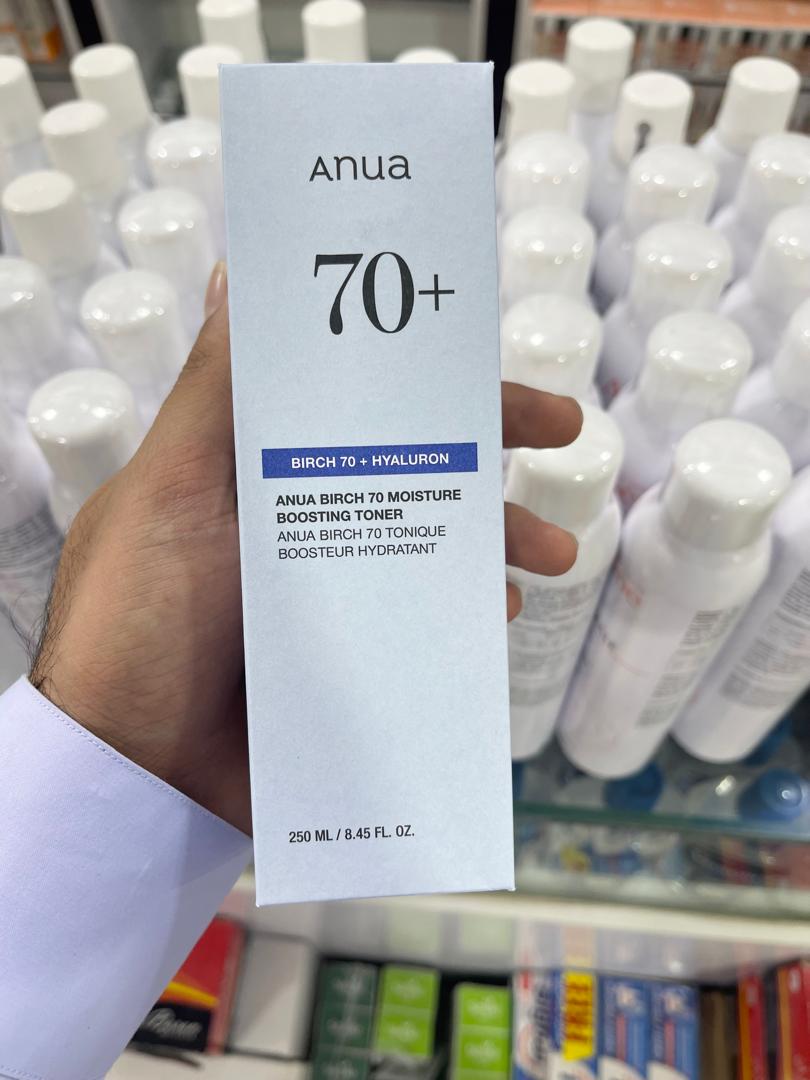 Anua
70+
BIRCH 70 + HYALURON
ANUA BIRCH 70 MOISTURE
BOOSTING TONER
ANUA BIRCH 70 TONIQUE
BOOSTEUR HYDRATANT
250 ML / 8.45 FL. OZ.
FREE